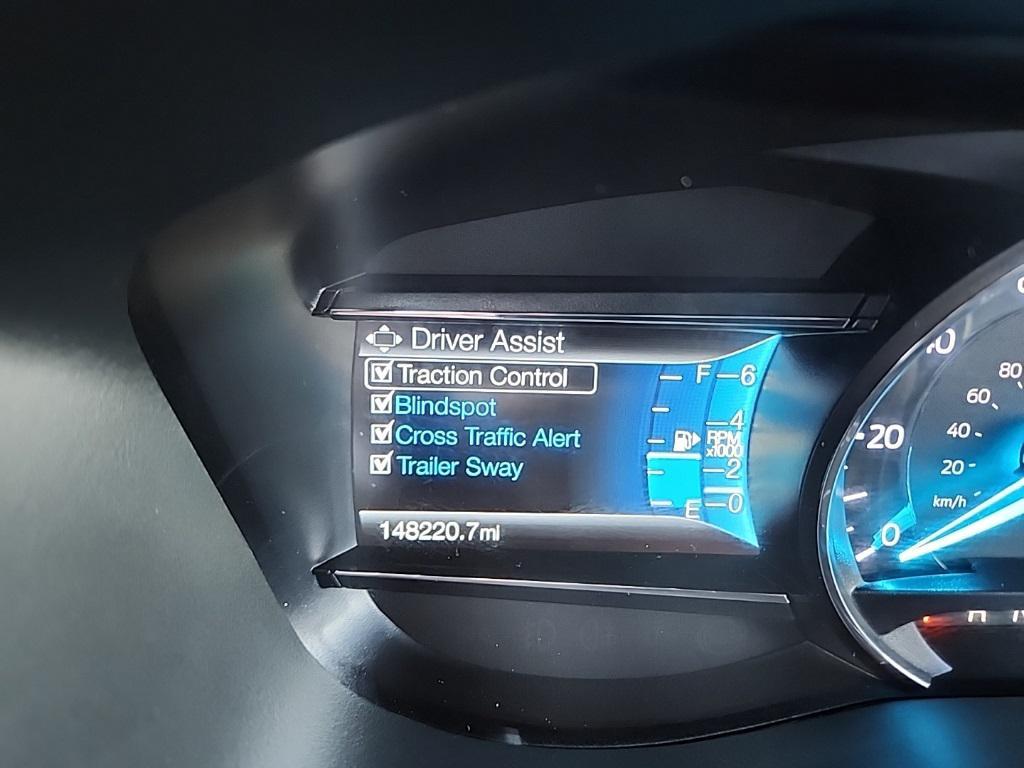 Driver Assist
Traction Control
Blindspot
Cross Traffic Alert
Trailer Sway
148220.7mi
F 6
4
RPM
x1000
2
E 0
40
20
0
80
60
40
20
km/h